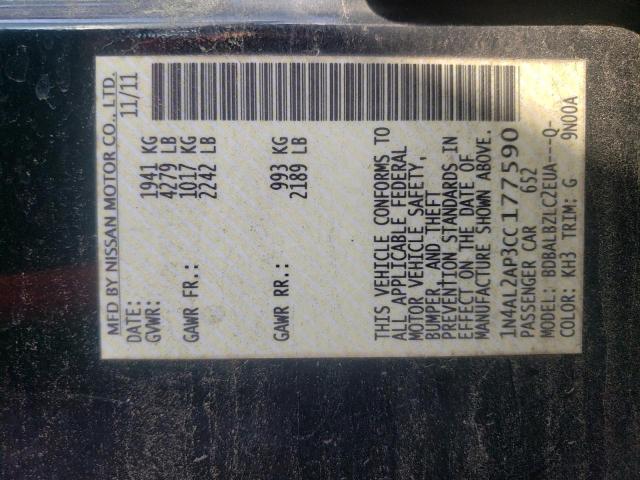 MFD BY NISSAN MOTOR CO., LTD.
DATE: 11/11
GVWR: 1941 KG
4279 LB
GAWR FR.: 1017 KG
2242 LB
GAWR RR.: 993 KG
2189 LB
THIS VEHICLE CONFORMS TO
ALL APPLICABLE FEDERAL
MOTOR VEHICLE SAFETY,
BUMPER AND THEFT
PREVENTION STANDARDS IN
EFFECT ON THE DATE OF
MANUFACTURE SHOWN ABOVE.
1N4AL2AP3CC177590
PASSENGER CAR 652
MODEL: BDBALBZLC2EUA---Q-
COLOR: KH3 TRIM: G 9N00A